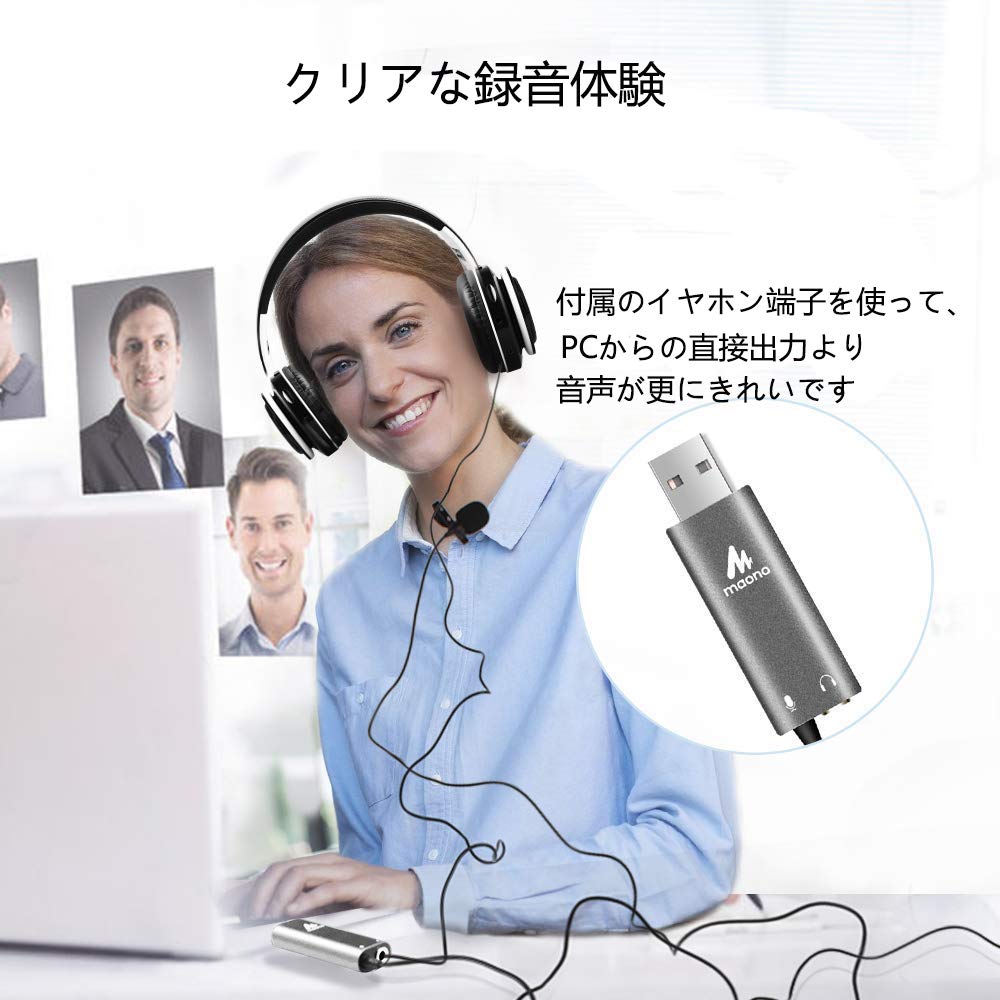 クリアな録音体験
付属のイヤホン端子を使って、
PCからの直接出力より
音声が更にきれいです
maono